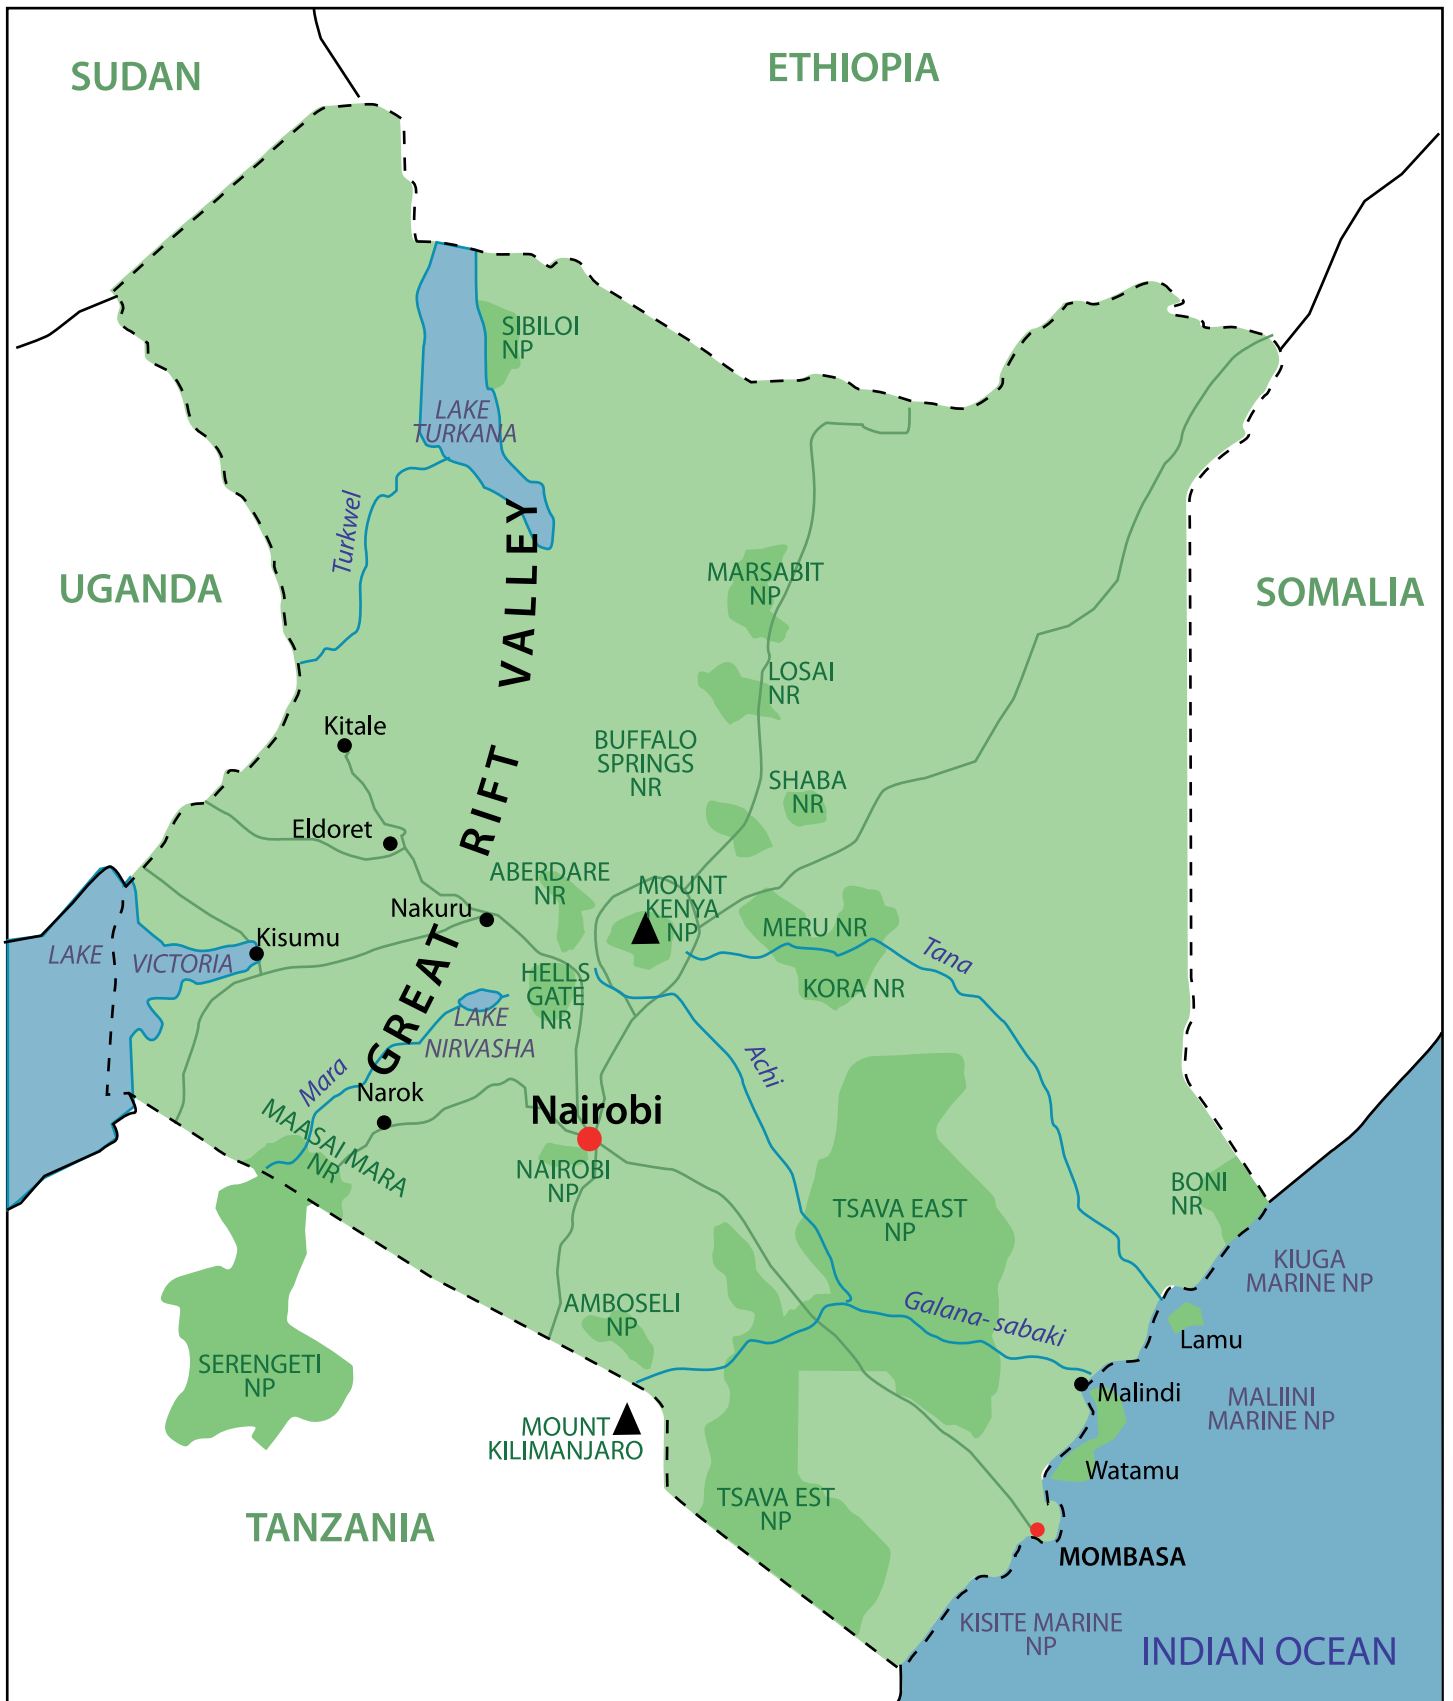 SUDAN
ETHIOPIA
SIBILOI
NP
LAKE
TURKANA
Turkwel
GREAT RIFT VALLEY
UGANDA
MARSABIT
NP
SOMALIA
LOSAI
NR
Kitale
BUFFALO
SPRINGS
NR
SHABA
NR
Eldoret
ABERDARE
NR
MOUNT
KENYA
NP
Nakuru
MERU NR
Kisumu
LAKE VICTORIA
Tana
HELLS
GATE
NR
KORA NR
LAKE
NIRVASHA
Achi
Mara
Narok
Nairobi
MAASAI MARA
NR
NAIROBI
NP
BONI
NR
TSAVA EAST
NP
KIUGA
MARINE NP
AMBOSELI
NP
Galana-sabaki
Lamu
SERENGETI
NP
Malindi
MALIINI
MARINE NP
MOUNT
KILIMANJARO
Watamu
TSAVA EST
NP
TANZANIA
MOMBASA
KISITE MARINE
NP
INDIAN OCEAN